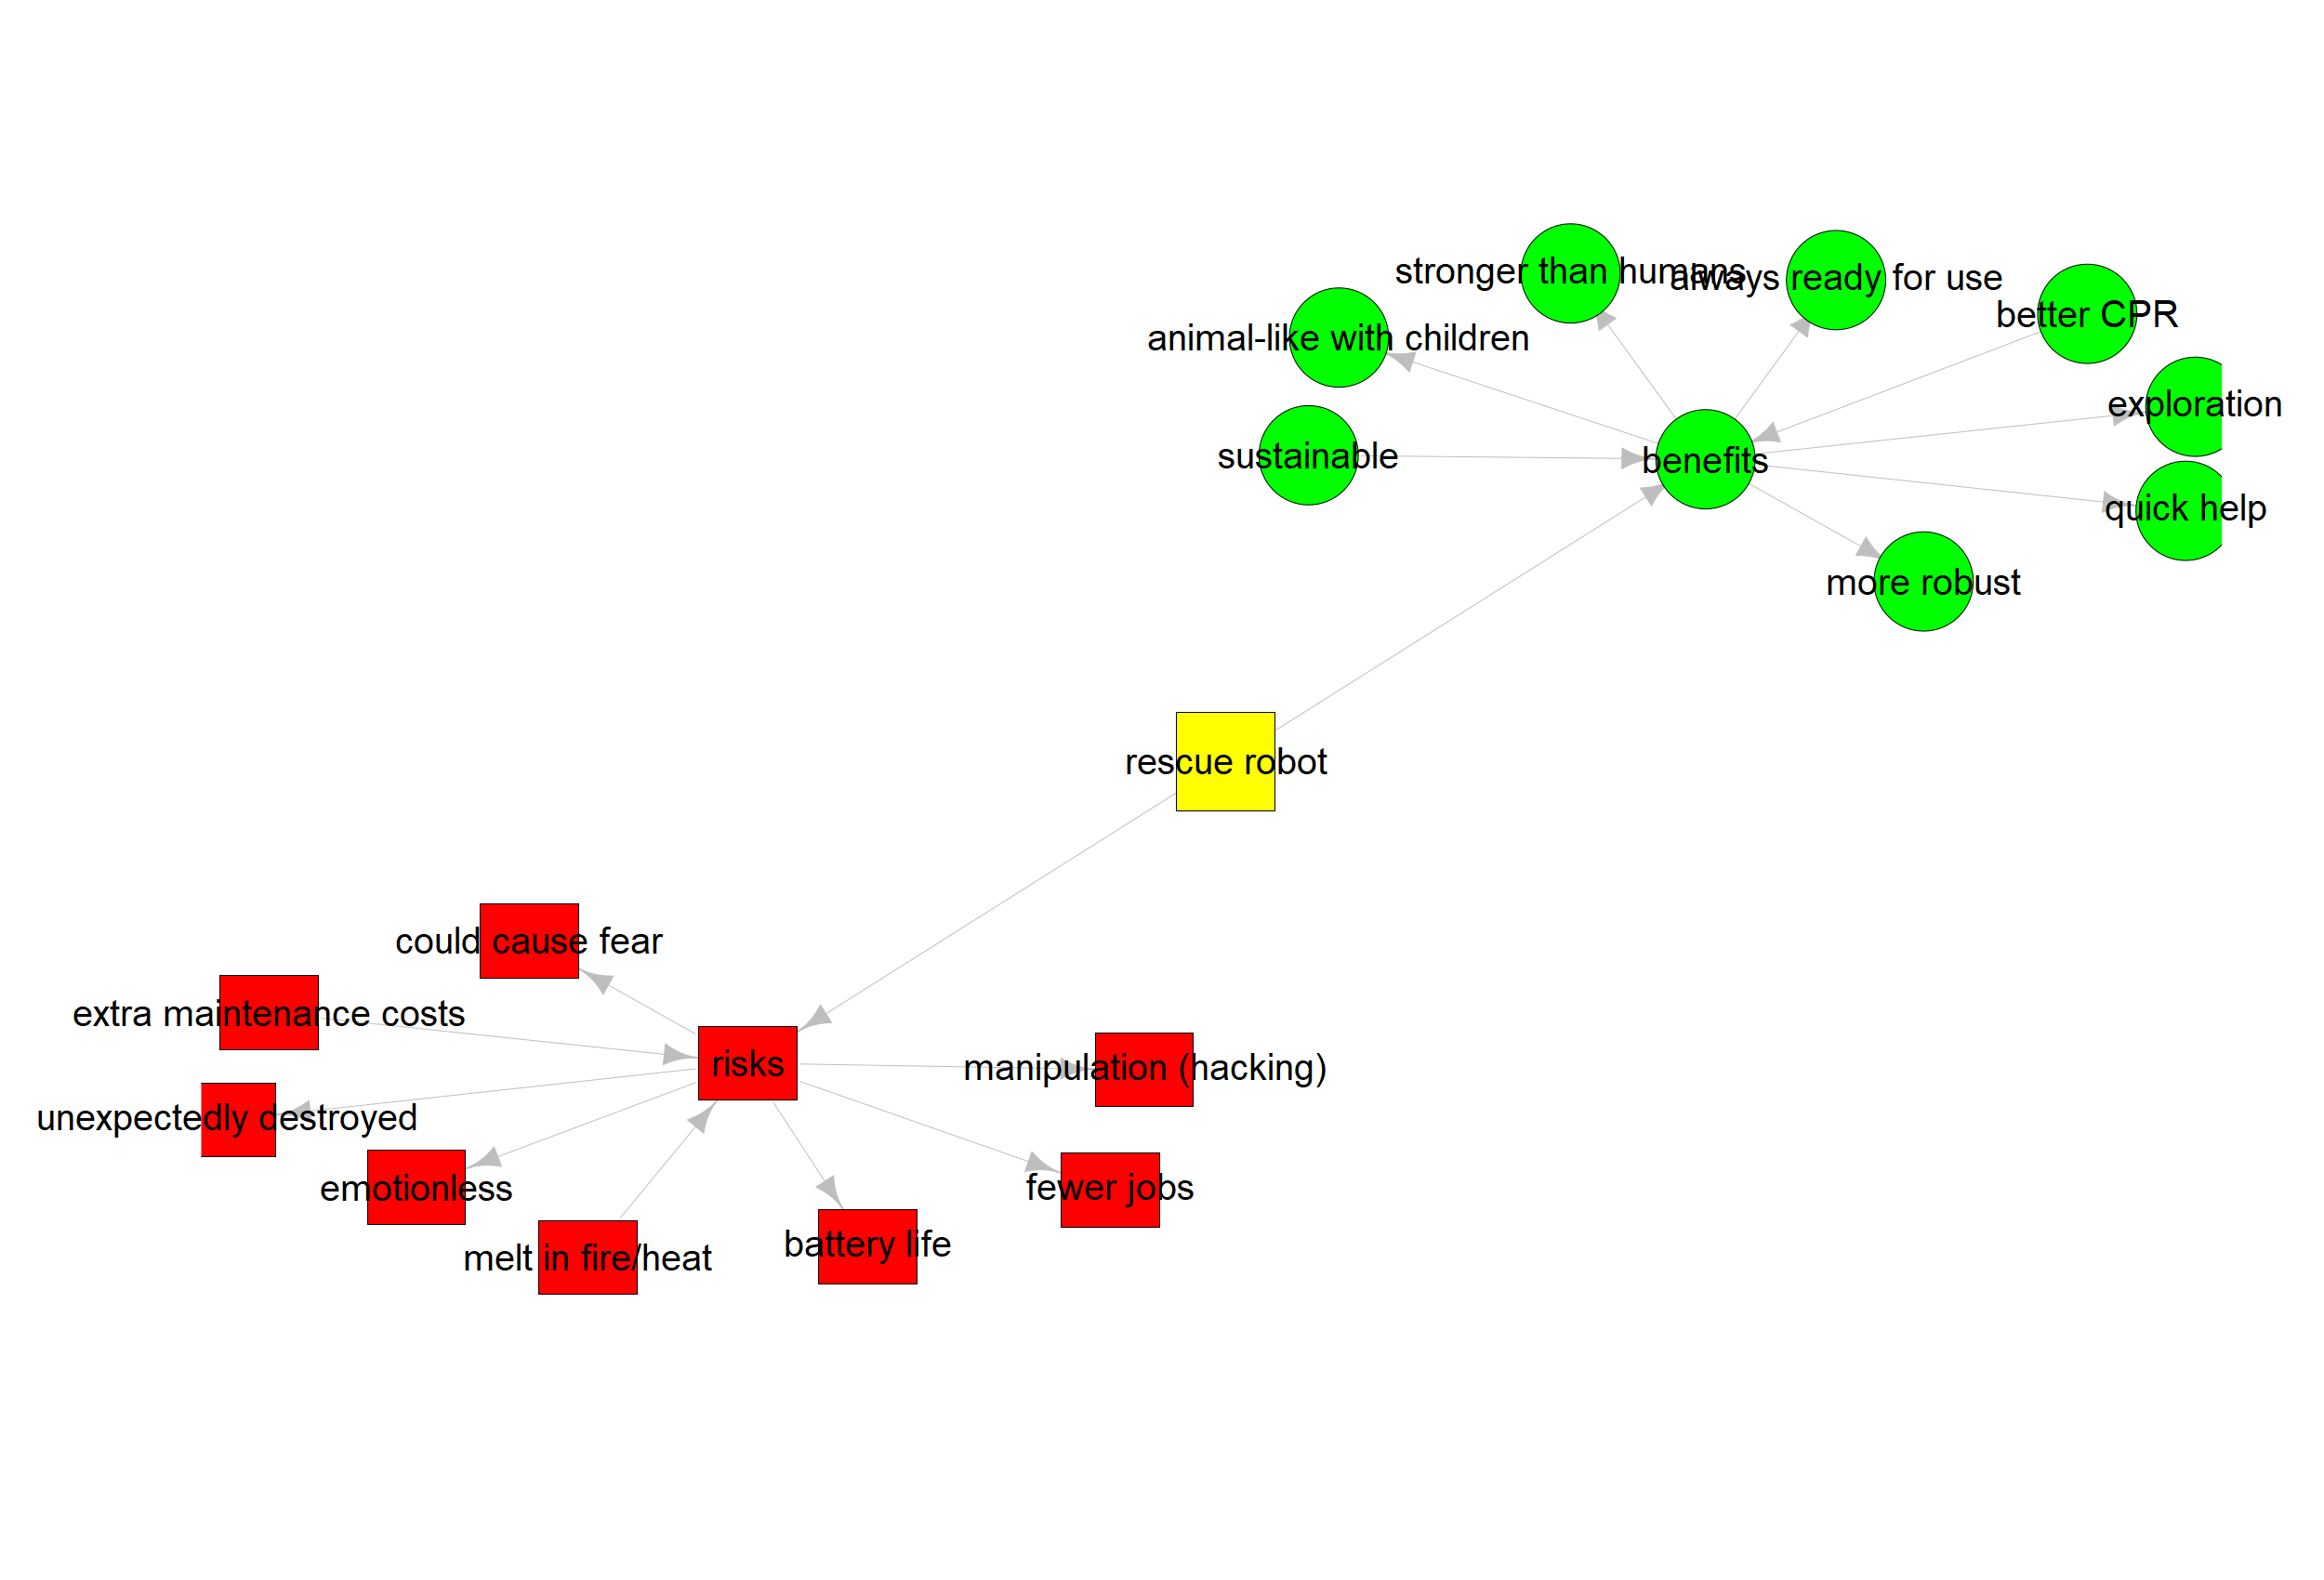 stronger than humans
always ready for use
better CPR
animal-like with children
exploration
sustainable
benefits
quick help
more robust
rescue robot
could cause fear
extra maintenance costs
risks
manipulation (hacking)
unexpectedly destroyed
emotionless
fewer jobs
melt in fire/heat
battery life